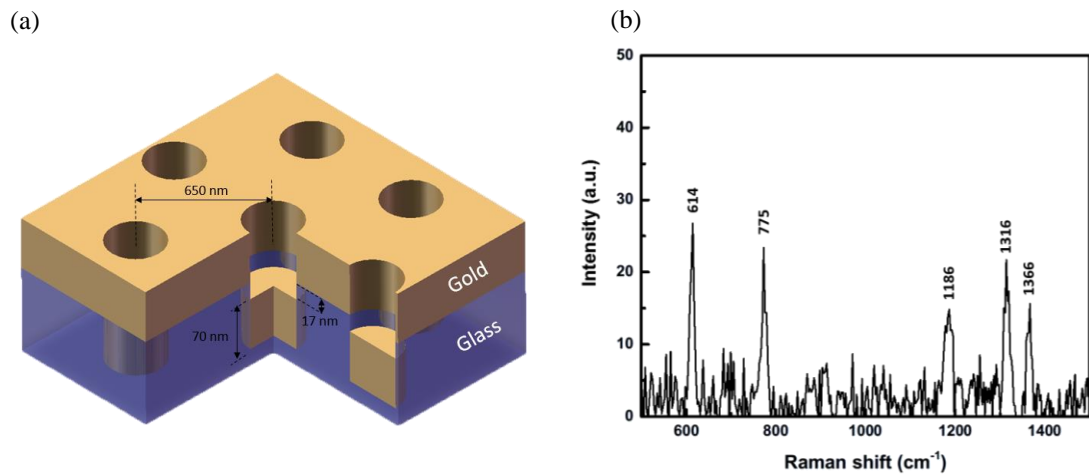 (a)
650 nm
Gold
17 nm
70 nm
Glass
(b)
Intensity (a.u.)
50
40
30
20
10
0
614
775
1186
1316
1366
600 800 1000 1200 1400
Raman shift (cm⁻¹)